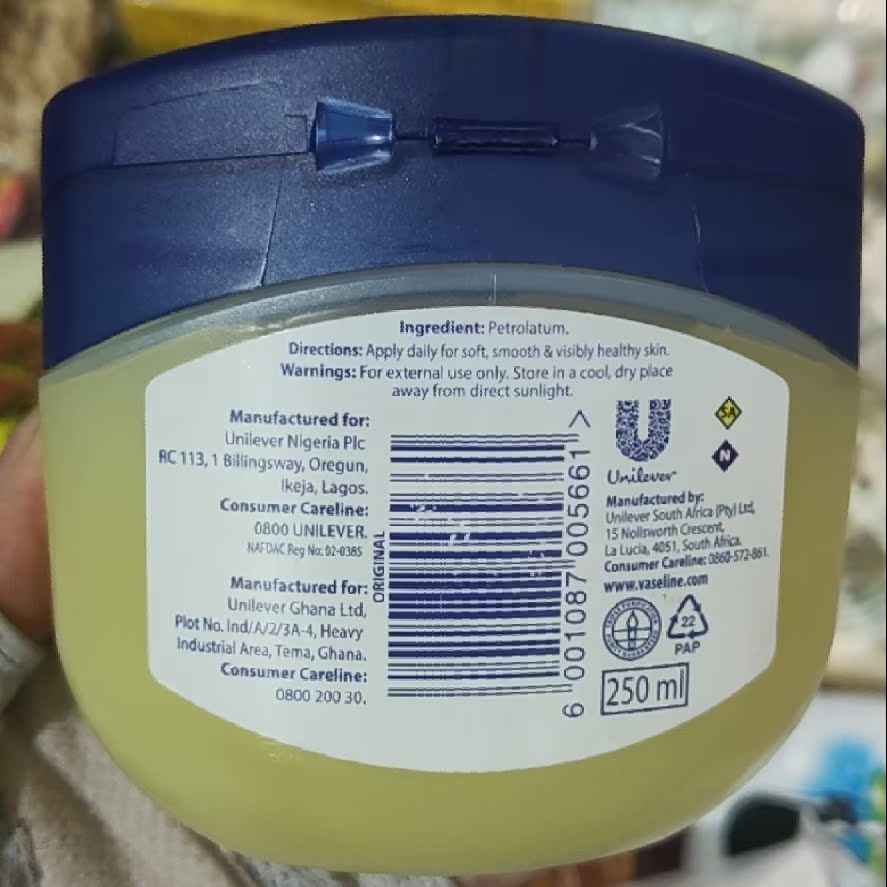 Ingredient: Petrolatum.
Directions: Apply daily for soft, smooth & visibly healthy skin.
Warnings: For external use only. Store in a cool, dry place
away from direct sunlight.
Manufactured for:
Unilever Nigeria Plc
RC 113, 1 Billingsway, Oregun,
Ikeja, Lagos.
Consumer Careline:
0800 UNILEVER.
NAFDAC Reg No: 02-0385
Manufactured for:
Unilever Ghana Ltd,
Plot No. Ind/A/2/3A-4, Heavy
Industrial Area, Tema, Ghana.
Consumer Careline:
0800 200 30.
ORIGINAL
6 001087 005661 >
SA
N
Unilever
Manufactured by:
Unilever South Africa (Pty) Ltd,
15 Nollsworth Crescent,
La Lucia, 4051, South Africa.
Consumer Careline: 0860-572-861.
www.vaseline.com
22
PAP
250 ml